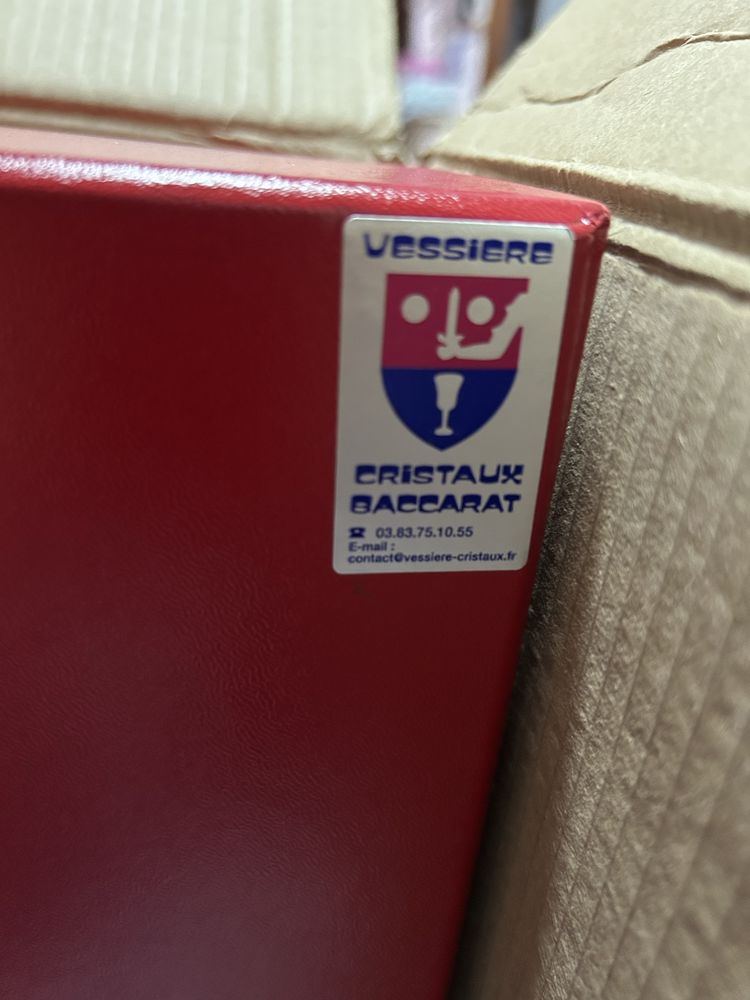 VESSIERE
CRISTAUX
BACCARAT
☎ 03.83.75.10.55
E-mail :
contact@vessiere-cristaux.fr